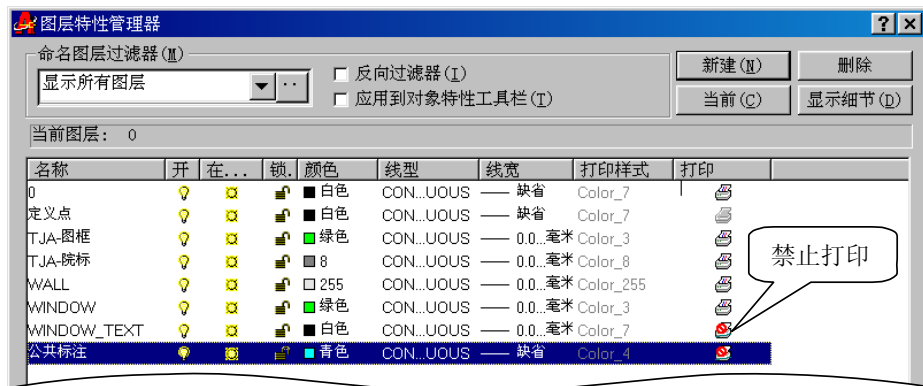 图层特性管理器
命名图层过滤器(M)
显示所有图层
..
反向过滤器(I)
应用到对象特性工具栏(T)
新建(N) 删除
当前(C) 显示细节(D)
当前图层: 0
名称 开 在... 锁. 颜色 线型 线宽 打印样式 打印
0 白色 CON...UOUS 缺省 Color_7
定义点 白色 CON...UOUS 缺省 Color_7
TJA-图框 绿色 CON...UOUS 0.0...毫米 Color_3
TJA-院标 8 CON...UOUS 0.0...毫米 Color_8
WALL 255 CON...UOUS 0.0...毫米 Color_255
WINDOW 绿色 CON...UOUS 0.0...毫米 Color_3
WINDOW_TEXT 白色 CON...UOUS 0.0...毫米 Color_7
公共标注 青色 CON...UOUS 缺省 Color_4
禁止打印